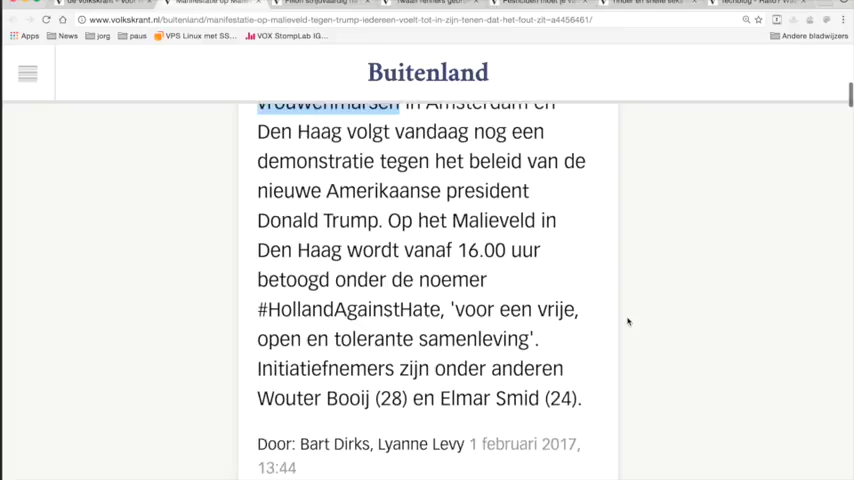 Manifestatie op Malie
www.volkskrant.nl/buitenland/manifestatie-op-malieveld-tegen-trump-iedereen-voelt-tot-in-zijn-tenen-dat-het-fout-zit~a4456461/
Apps News jorg paus VPS Linux met SS... VOX StompLab IG... Andere bladwijzers
Buitenland
vrouwenmarsen in Amsterdam en
Den Haag volgt vandaag nog een
demonstratie tegen het beleid van de
nieuwe Amerikaanse president
Donald Trump. Op het Malieveld in
Den Haag wordt vanaf 16.00 uur
betoogd onder de noemer
#HollandAgainstHate, 'voor een vrije,
open en tolerante samenleving'.
Initiatiefnemers zijn onder anderen
Wouter Booij (28) en Elmar Smid (24).
Door: Bart Dirks, Lyanne Levy 1 februari 2017,
13:44